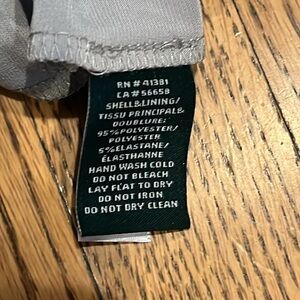 RN # 41381
CA # 56658
SHELL&LINING/
TISSU PRINCIPAL&
DOUBLURE:
95%POLYESTER/
POLYESTER
5%ELASTANE/
ÉLASTHANNE
HAND WASH COLD
DO NOT BLEACH
LAY FLAT TO DRY
DO NOT IRON
DO NOT DRY CLEAN